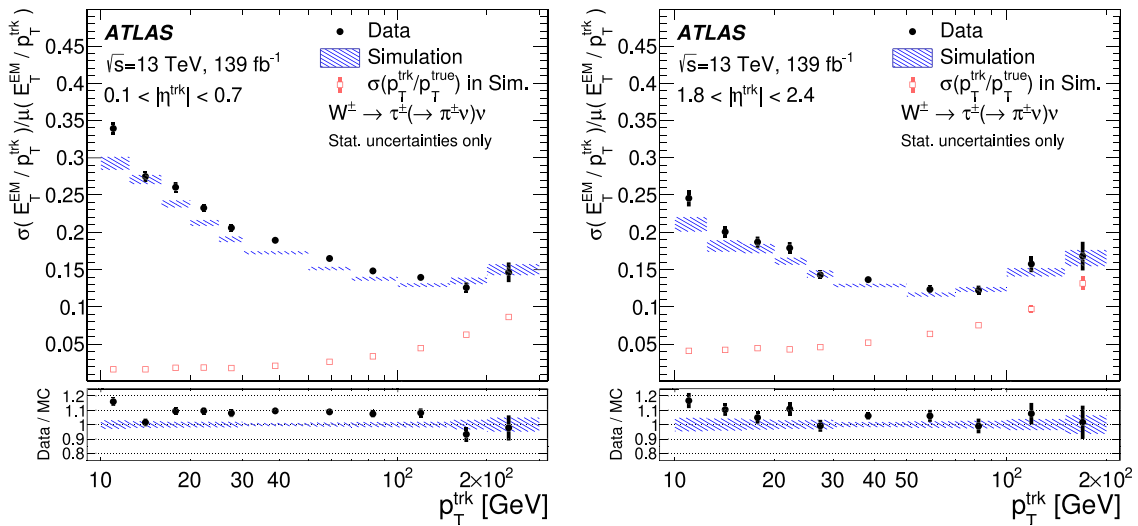 σ( E_T^EM / p_T^trk ) / μ( E_T^EM / p_T^trk )
0.45
0.4
0.35
0.3
0.25
0.2
0.15
0.1
0.05
ATLAS
√s=13 TeV, 139 fb⁻¹
0.1 < |η^trk| < 0.7
Data
Simulation
σ(p_T^trk/p_T^true) in Sim.
W± → τ±(→ π±ν)ν
Stat. uncertainties only
Data / MC
1.2
1.1
1
0.9
0.8
10 20 30 40 10² 2×10²
p_T^trk [GeV]
σ( E_T^EM / p_T^trk ) / μ( E_T^EM / p_T^trk )
0.45
0.4
0.35
0.3
0.25
0.2
0.15
0.1
0.05
ATLAS
√s=13 TeV, 139 fb⁻¹
1.8 < |η^trk| < 2.4
Data
Simulation
σ(p_T^trk/p_T^true) in Sim.
W± → τ±(→ π±ν)ν
Stat. uncertainties only
Data / MC
1.2
1.1
1
0.9
0.8
10 20 30 40 50 10² 2×10²
p_T^trk [GeV]